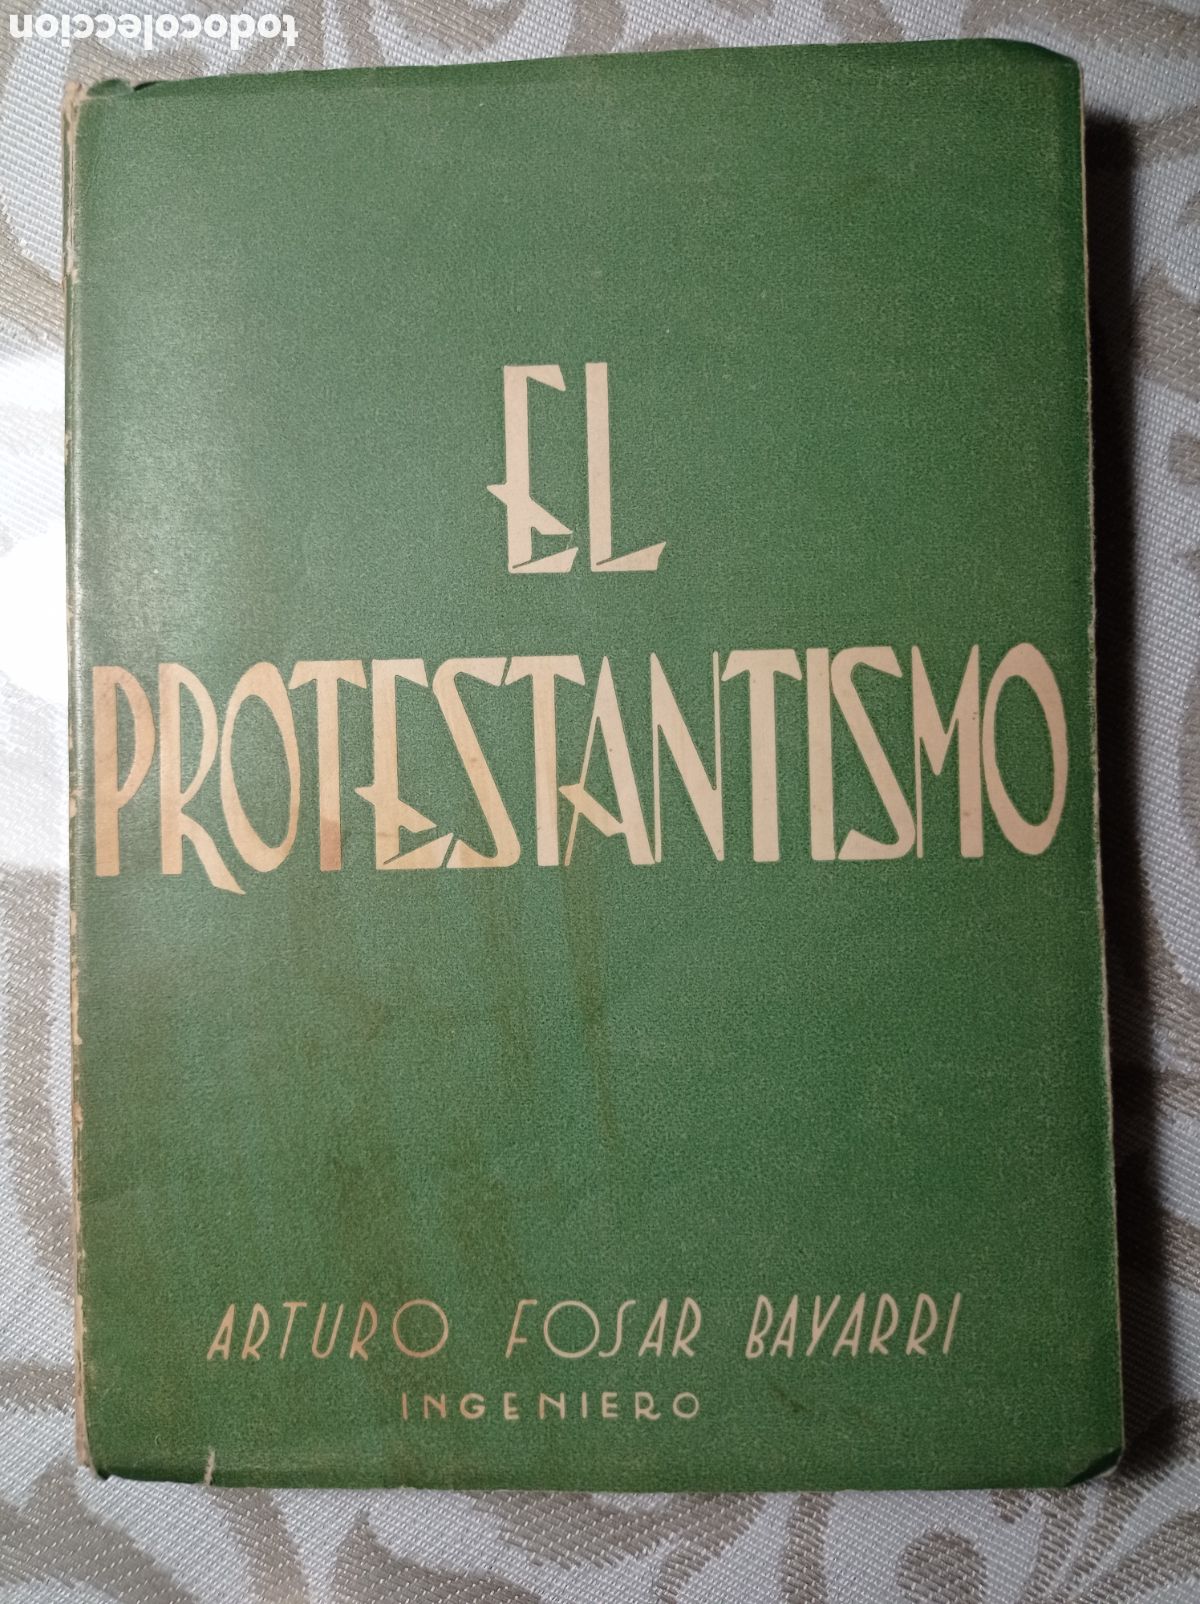 todocoleccion
EL
PROTESTANTISMO
ARTURO FOSAR BAYARRI
INGENIERO